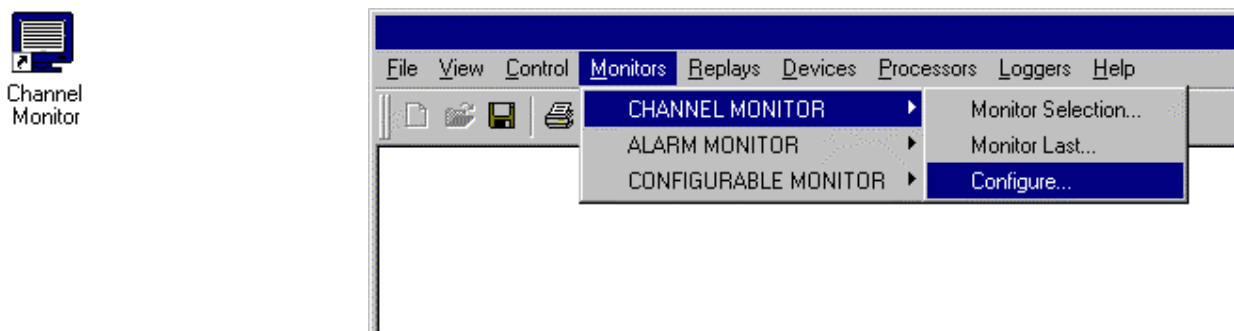 Channel
Monitor
File View Control Monitors Replays Devices Processors Loggers Help
CHANNEL MONITOR
ALARM MONITOR
CONFIGURABLE MONITOR
Monitor Selection...
Monitor Last...
Configure...